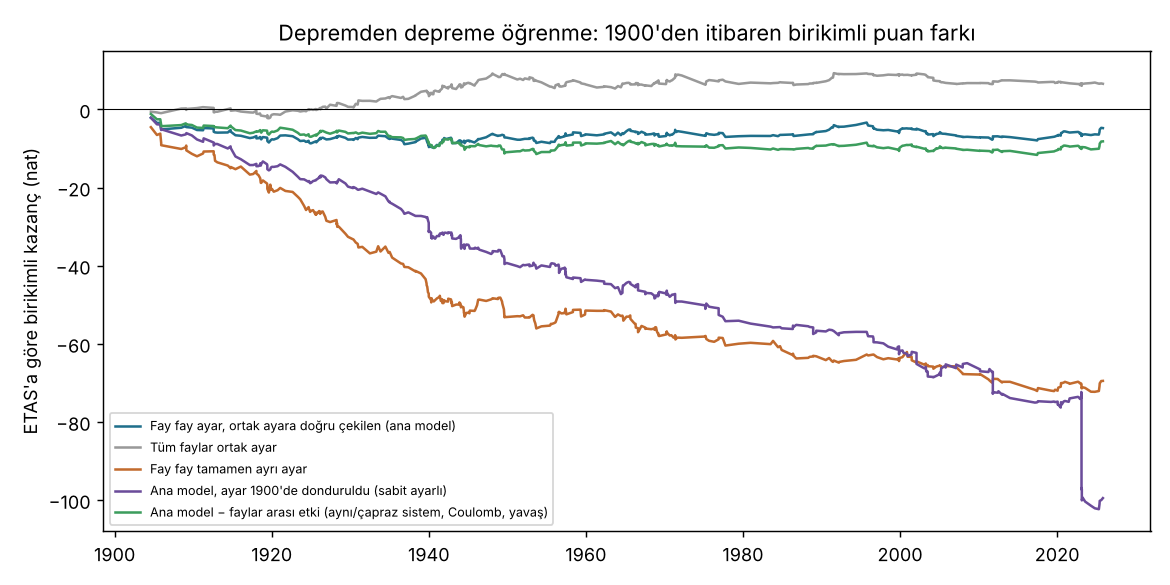 Depremden depreme öğrenme: 1900'den itibaren birikimli puan farkı
ETAS'a göre birikimli kazanç (nat)
0
−20
−40
−60
−80
−100
Fay fay ayar, ortak ayara doğru çekilen (ana model)
Tüm faylar ortak ayar
Fay fay tamamen ayrı ayar
Ana model, ayar 1900'de donduruldu (sabit ayarlı)
Ana model − faylar arası etki (aynı/çapraz sistem, Coulomb, yavaş)
1900 1920 1940 1960 1980 2000 2020